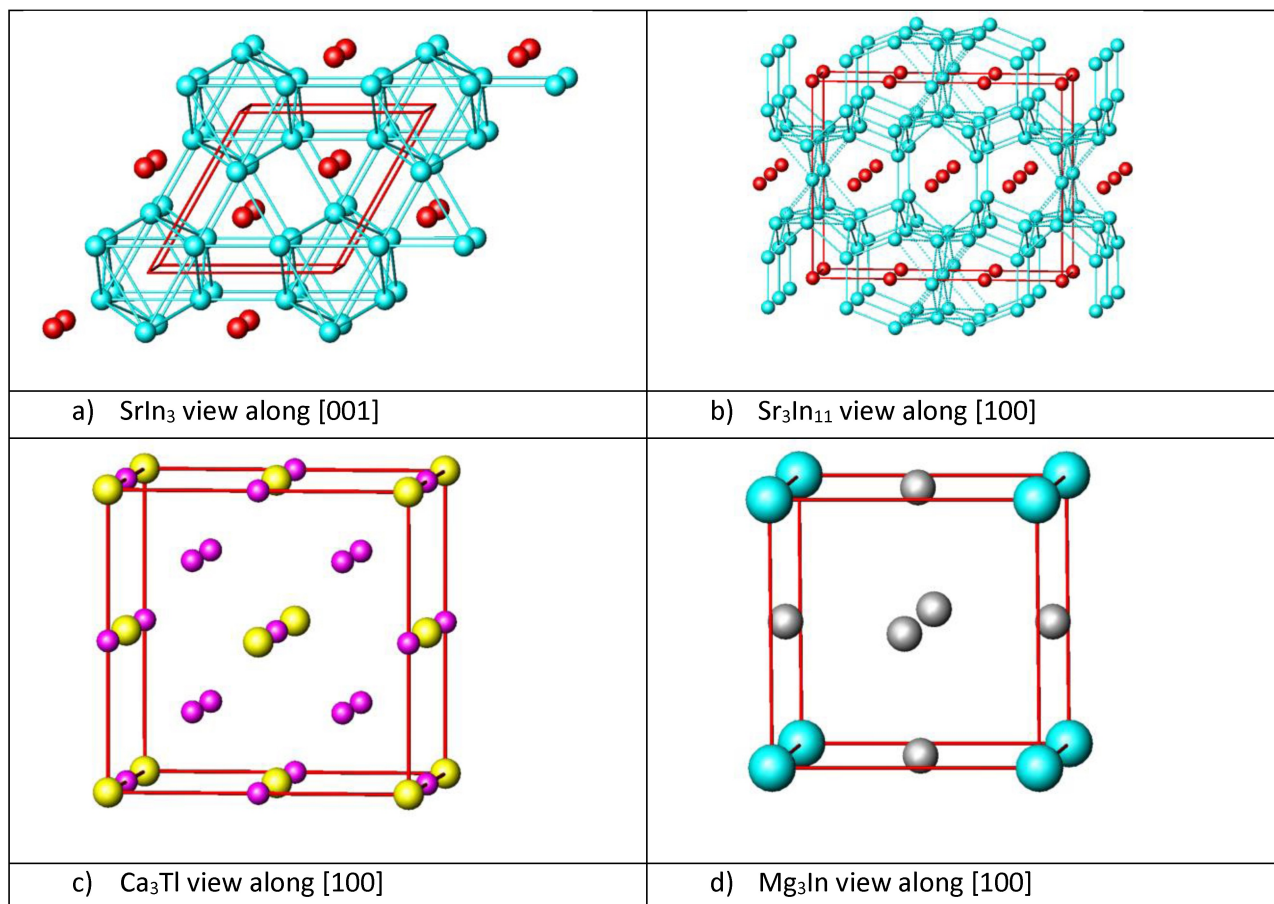 a) SrIn₃ view along [001]
b) Sr₃In₁₁ view along [100]
c) Ca₃Tl view along [100]
d) Mg₃In view along [100]